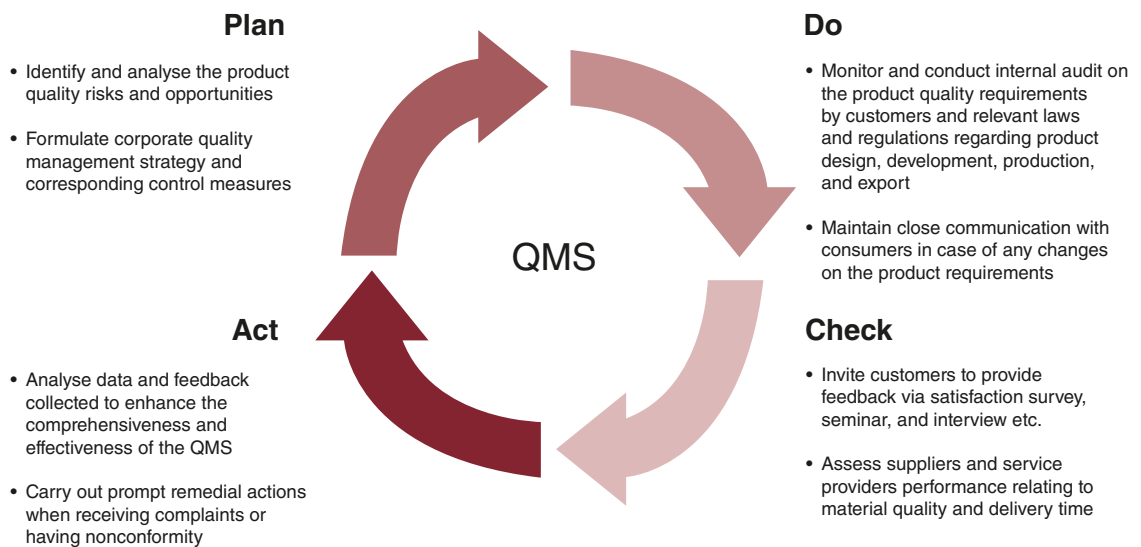 Plan
• Identify and analyse the product
quality risks and opportunities
• Formulate corporate quality
management strategy and
corresponding control measures
Do
• Monitor and conduct internal audit on
the product quality requirements
by customers and relevant laws
and regulations regarding product
design, development, production,
and export
• Maintain close communication with
consumers in case of any changes
on the product requirements
QMS
Act
• Analyse data and feedback
collected to enhance the
comprehensiveness and
effectiveness of the QMS
• Carry out prompt remedial actions
when receiving complaints or
having nonconformity
Check
• Invite customers to provide
feedback via satisfaction survey,
seminar, and interview etc.
• Assess suppliers and service
providers performance relating to
material quality and delivery time